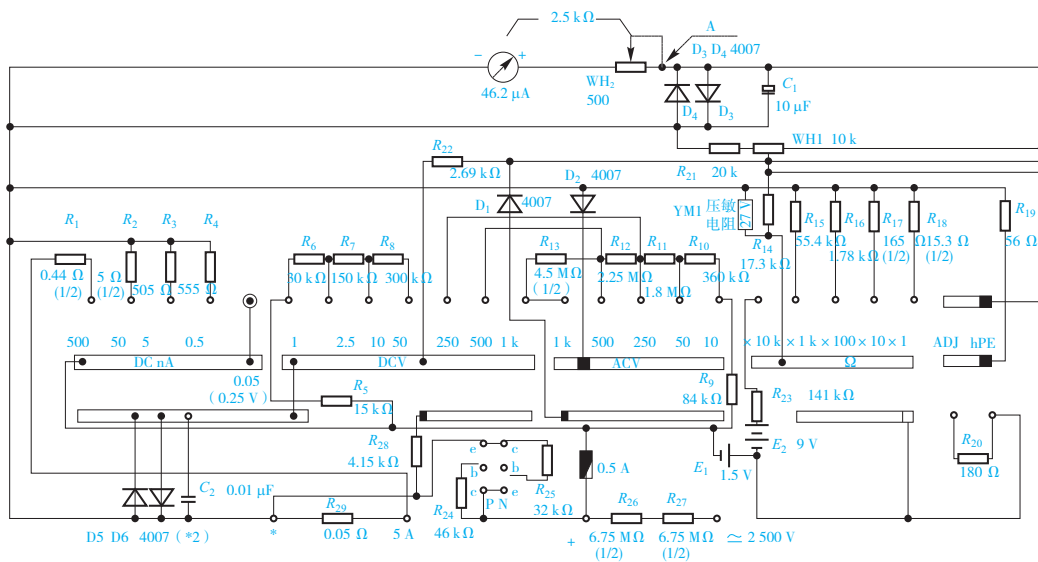 2.5 kΩ
A
D3 D4 4007
− +
46.2 μA
WH2
500
D4 D3
C1
10 μF
WH1 10 k
R21 20 k
R22
2.69 kΩ
D2 4007
D1 4007
YM1 压敏
电阻
27 V
R14
17.3 kΩ
R15
55.4 kΩ
R16
1.78 kΩ
R17
165 Ω
(1/2)
R18
15.3 Ω
(1/2)
R19
56 Ω
R1
0.44 Ω
(1/2)
R2
5 Ω
(1/2)
R3
505 Ω
R4
555 Ω
R6
30 kΩ
R7
150 kΩ
R8
300 kΩ
R13
4.5 MΩ
(1/2)
R12
2.25 MΩ
R11
1.8 MΩ
R10
360 kΩ
500 50 5 0.5
DC nA
0.05
(0.25 V)
1 2.5 10 50 250 500 1 k
DCV
1 k 500 250 50 10
ACV
× 10 k × 1 k × 100 × 10 × 1
Ω
ADJ hPE
R5
15 kΩ
R9
84 kΩ
R23
141 kΩ
E2 9 V
E1
1.5 V
R20
180 Ω
R28
4.15 kΩ
e c
b b
c P N e
R24
46 kΩ
R25
32 kΩ
0.5 A
C2 0.01 μF
D5 D6 4007 (*2)
*
R29
0.05 Ω
5 A
+
R26
6.75 MΩ
(1/2)
R27
6.75 MΩ
(1/2)
≃ 2 500 V